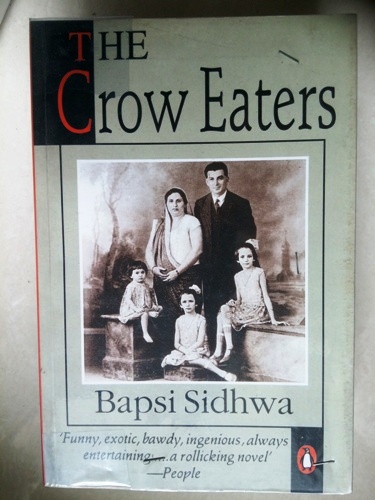 THE
Crow Eaters
Bapsi Sidhwa
'Funny, exotic, bawdy, ingenious, always
entertaining.....a rollicking novel'
—People